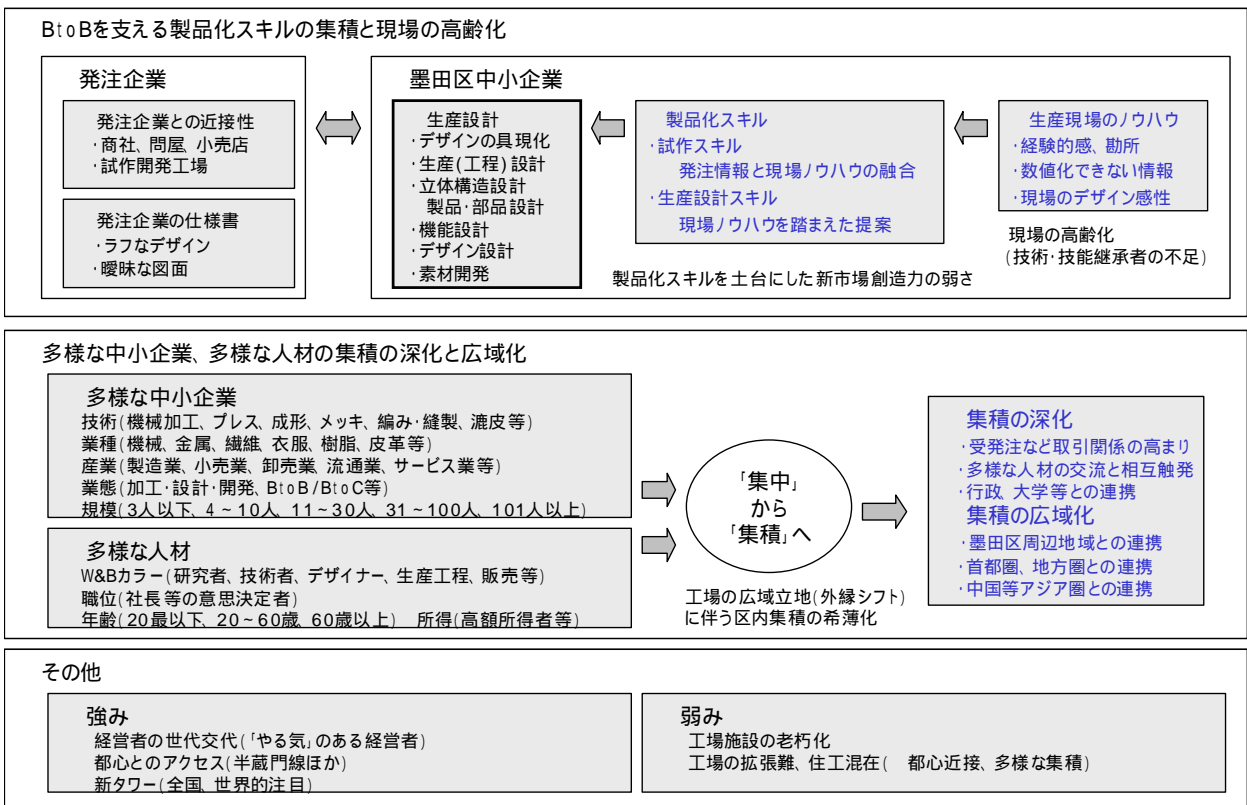 BtoBを支える製品化スキルの集積と現場の高齢化
発注企業
発注企業との近接性
・商社、問屋、小売店
・試作開発工場
発注企業の仕様書
・ラフなデザイン
・曖昧な図面
墨田区中小企業
生産設計
・デザインの具現化
・生産(工程)設計
・立体構造設計
製品・部品設計
・機能設計
・デザイン設計
・素材開発
製品化スキル
・試作スキル
発注情報と現場ノウハウの融合
・生産設計スキル
現場ノウハウを踏まえた提案
製品化スキルを土台にした新市場創造力の弱さ
生産現場のノウハウ
・経験的感、勘所
・数値化できない情報
・現場のデザイン感性
現場の高齢化
(技術・技能継承者の不足)
多様な中小企業、多様な人材の集積の深化と広域化
多様な中小企業
技術(機械加工、プレス、成形、メッキ、編み・縫製、漉皮等)
業種(機械、金属、繊維、衣服、樹脂、皮革等)
産業(製造業、小売業、卸売業、流通業、サービス業等)
業態(加工・設計・開発、BtoB/BtoC等)
規模(3人以下、4~10人、11~30人、31~100人、101人以上)
多様な人材
W&Bカラー(研究者、技術者、デザイナー、生産工程、販売等)
職位(社長等の意思決定者)
年齢(20最以下、20~60歳、60歳以上) 所得(高額所得者等)
「集中」
から
「集積」へ
工場の広域立地(外縁シフト)
に伴う区内集積の希薄化
集積の深化
・受発注など取引関係の高まり
・多様な人材の交流と相互触発
・行政、大学等との連携
集積の広域化
・墨田区周辺地域との連携
・首都圏、地方圏との連携
・中国等アジア圏との連携
その他
強み
経営者の世代交代(「やる気」のある経営者)
都心とのアクセス(半蔵門線ほか)
新タワー(全国、世界的注目)
弱み
工場施設の老朽化
工場の拡張難、住工混在( 都心近接、多様な集積)